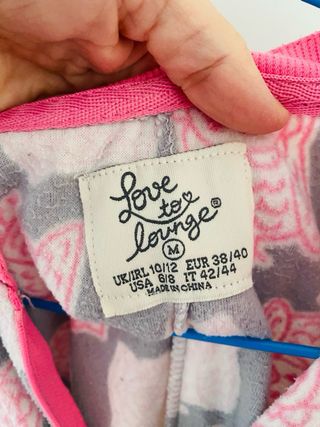 Love
to
lounge®
M
UK/IRL 10/12 EUR 38/40
USA 6/8 IT 42/44
MADE IN CHINA